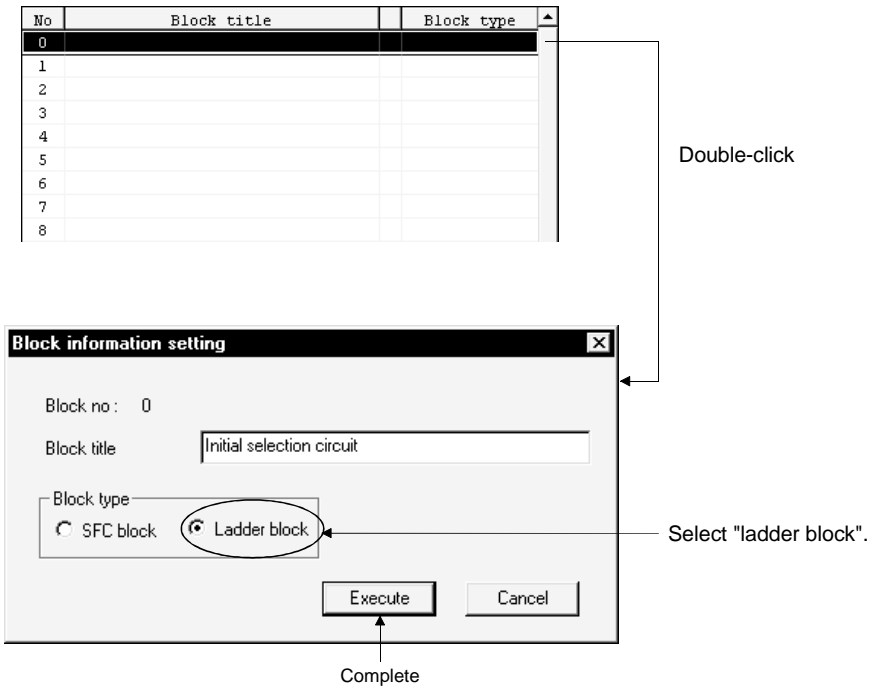 No Block title Block type
0
1
2
3
4
5
6
7
8
Double-click
Block information setting
Block no : 0
Block title Initial selection circuit
Block type
SFC block Ladder block
Select "ladder block".
Execute Cancel
Complete